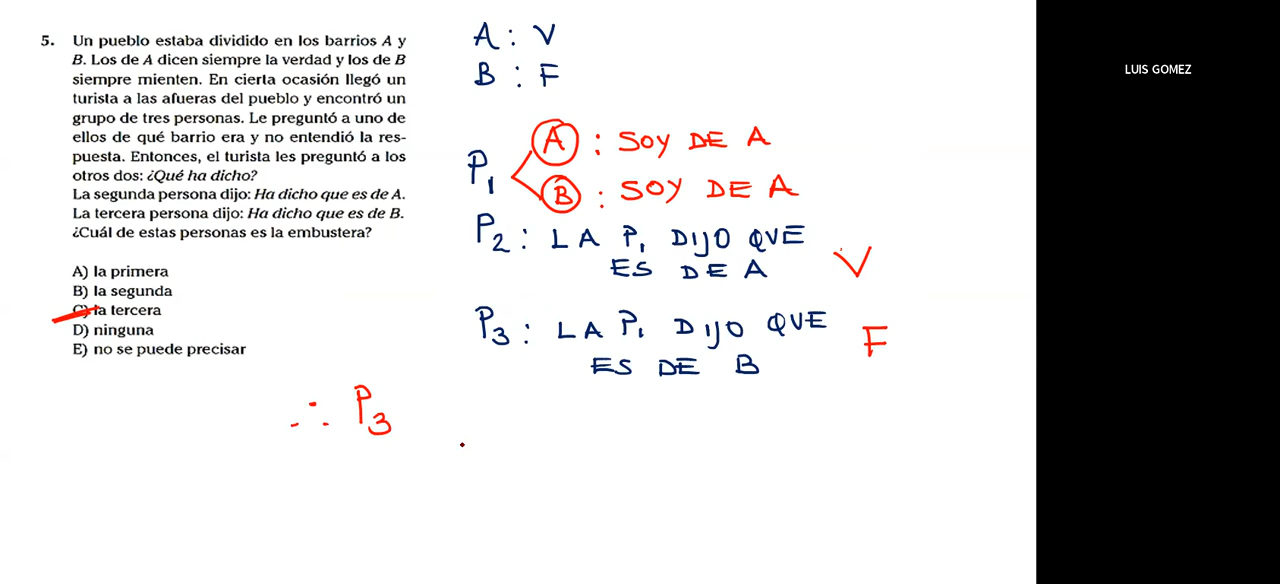 5. Un pueblo estaba dividido en los barrios A y
B. Los de A dicen siempre la verdad y los de B
siempre mienten. En cierta ocasión llegó un
turista a las afueras del pueblo y encontró un
grupo de tres personas. Le preguntó a uno de
ellos de qué barrio era y no entendió la res-
puesta. Entonces, el turista les preguntó a los
otros dos: ¿Qué ha dicho?
La segunda persona dijo: Ha dicho que es de A.
La tercera persona dijo: Ha dicho que es de B.
¿Cuál de estas personas es la embustera?
A) la primera
B) la segunda
C) la tercera
D) ninguna
E) no se puede precisar
A : V
B : F
P1
A : SOY DE A
B : SOY DE A
P2 : LA P1 DIJO QUE
ES DE A
V
P3 : LA P1 DIJO QUE
ES DE B
F
∴ P3
LUIS GOMEZ